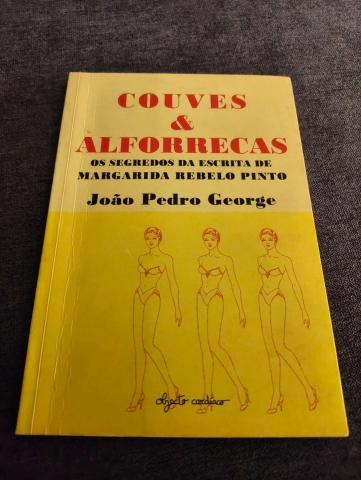 COUVES
&
ALFORRECAS
OS SEGREDOS DA ESCRITA DE
MARGARIDA REBELO PINTO
João Pedro George
objecto cardíaco